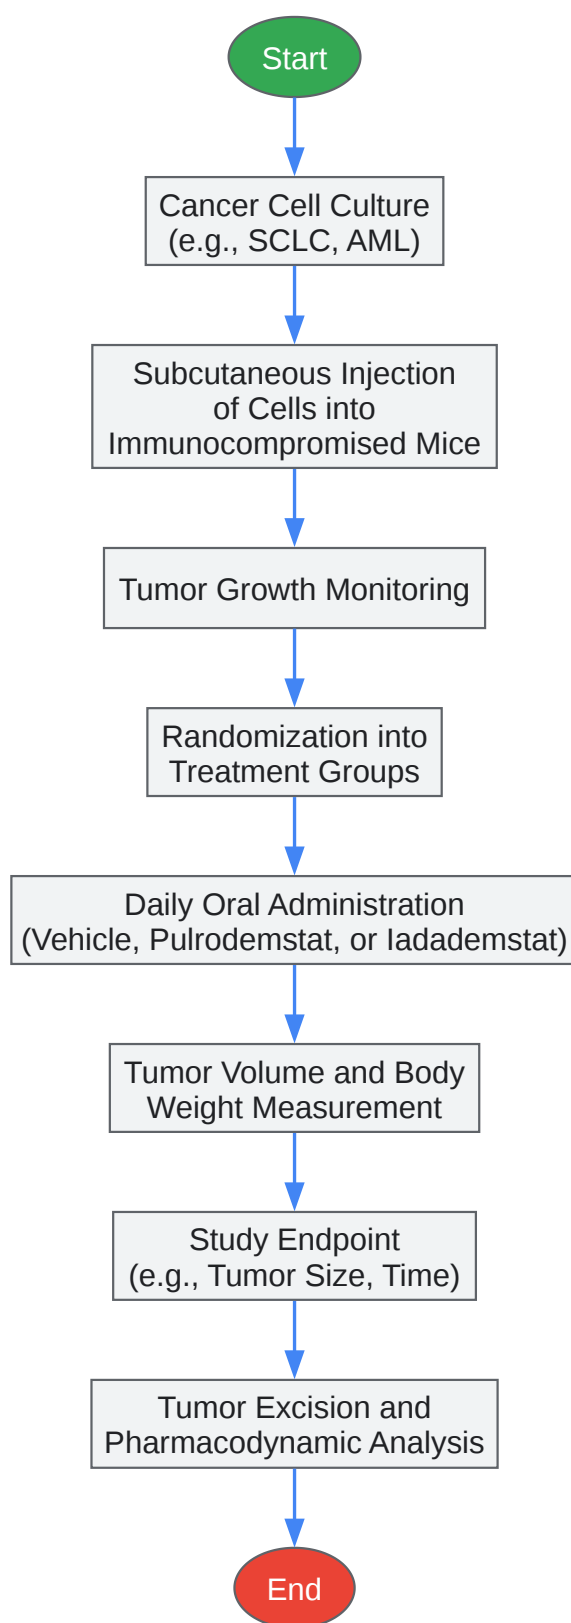 Start
Cancer Cell Culture
(e.g., SCLC, AML)
Subcutaneous Injection
of Cells into
Immunocompromised Mice
Tumor Growth Monitoring
Randomization into
Treatment Groups
Daily Oral Administration
(Vehicle, Pulrodemstat, or Iadademstat)
Tumor Volume and Body
Weight Measurement
Study Endpoint
(e.g., Tumor Size, Time)
Tumor Excision and
Pharmacodynamic Analysis
End